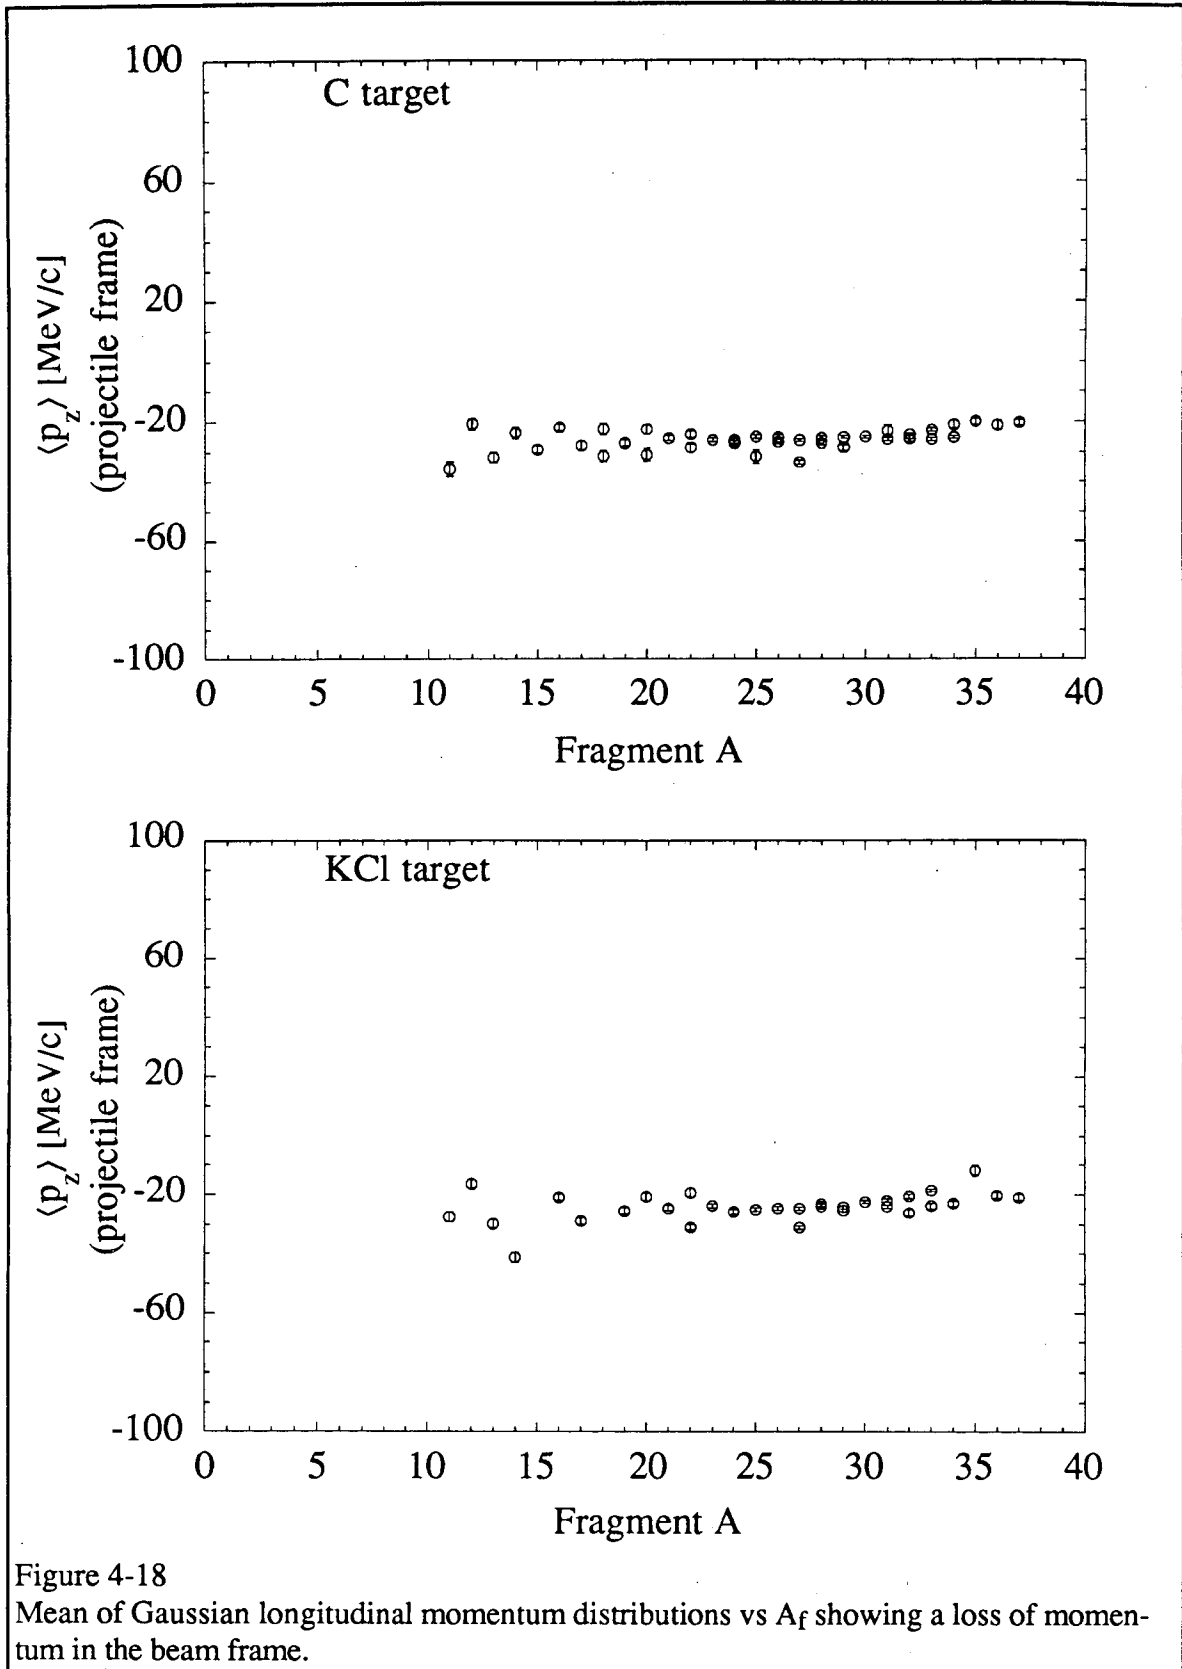 C target
100
60
20
-20
-60
-100
⟨p_z⟩ [MeV/c]
(projectile frame)
0 5 10 15 20 25 30 35 40
Fragment A
KCl target
100
60
20
-20
-60
-100
⟨p_z⟩ [MeV/c]
(projectile frame)
0 5 10 15 20 25 30 35 40
Fragment A
Figure 4-18
Mean of Gaussian longitudinal momentum distributions vs Af showing a loss of momen-
tum in the beam frame.